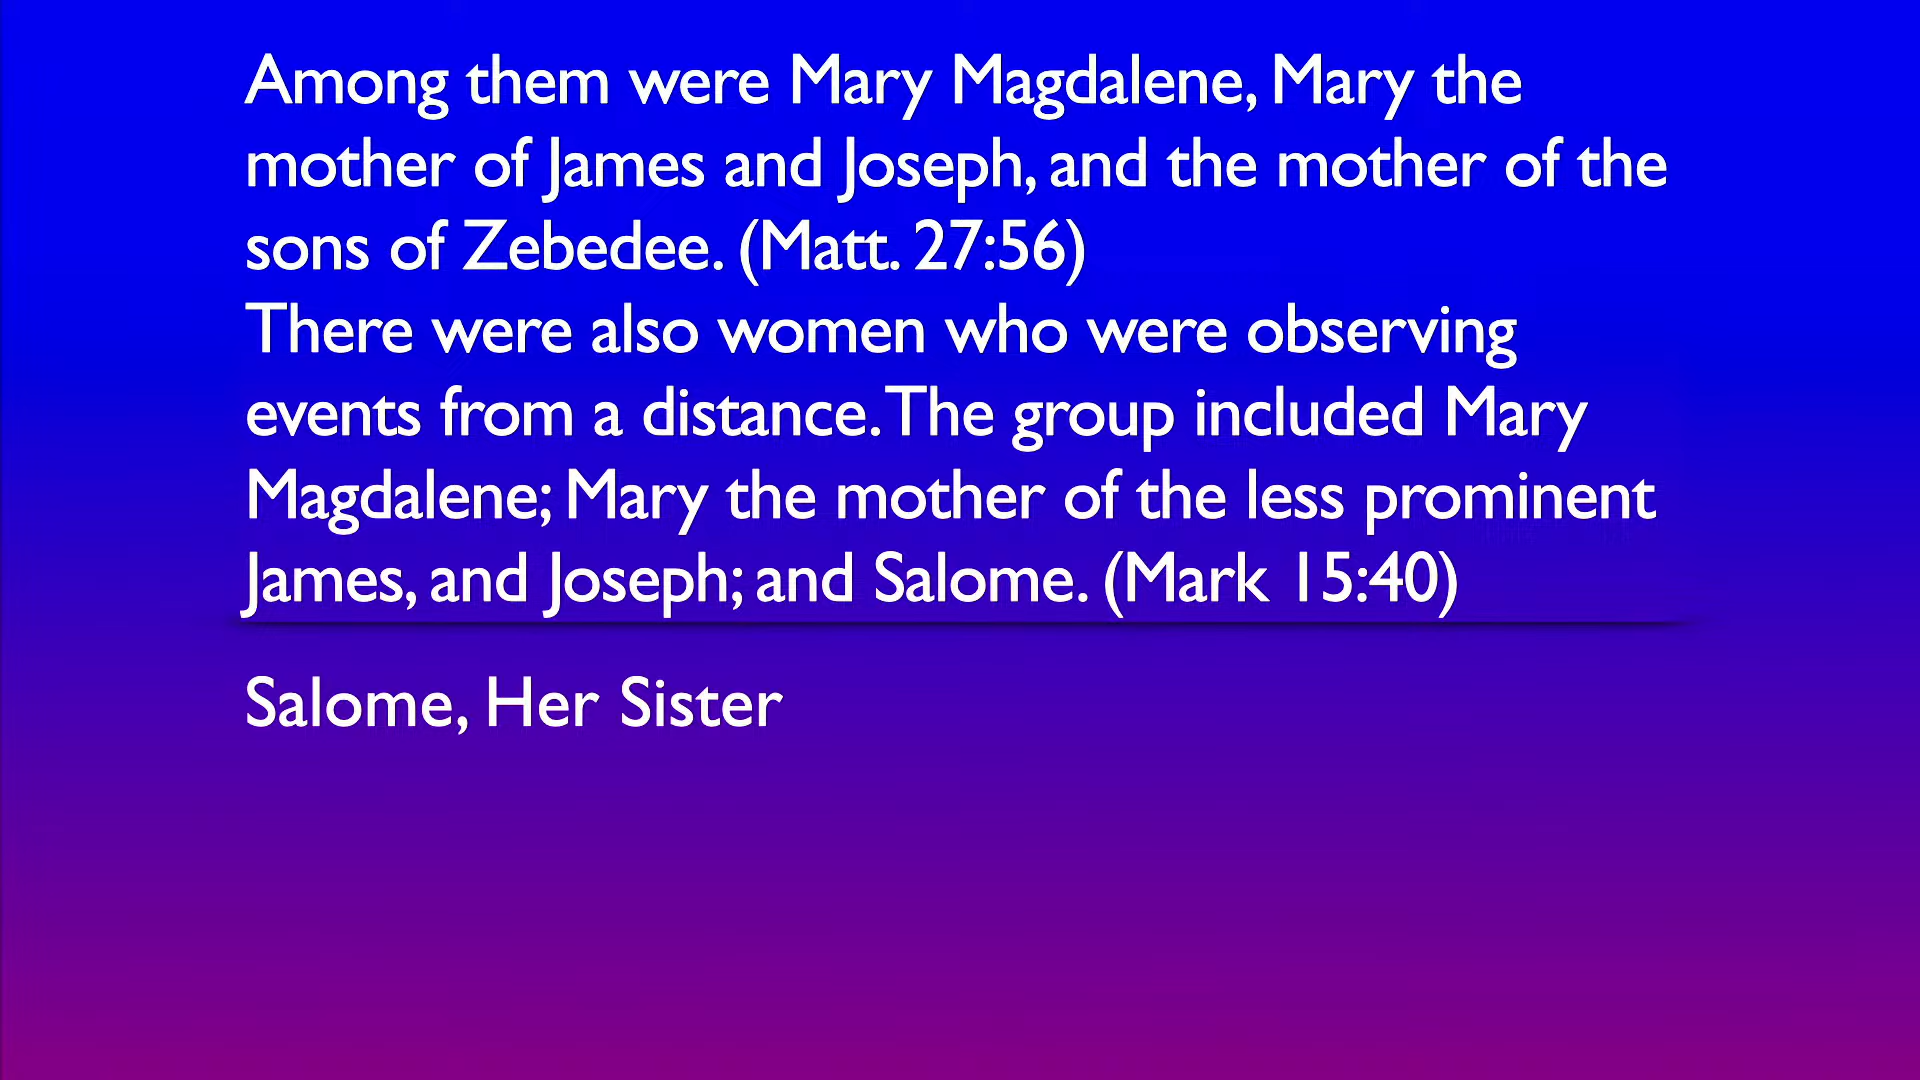 Among them were Mary Magdalene, Mary the
mother of James and Joseph, and the mother of the
sons of Zebedee. (Matt. 27:56)
There were also women who were observing
events from a distance. The group included Mary
Magdalene; Mary the mother of the less prominent
James, and Joseph; and Salome. (Mark 15:40)
Salome, Her Sister